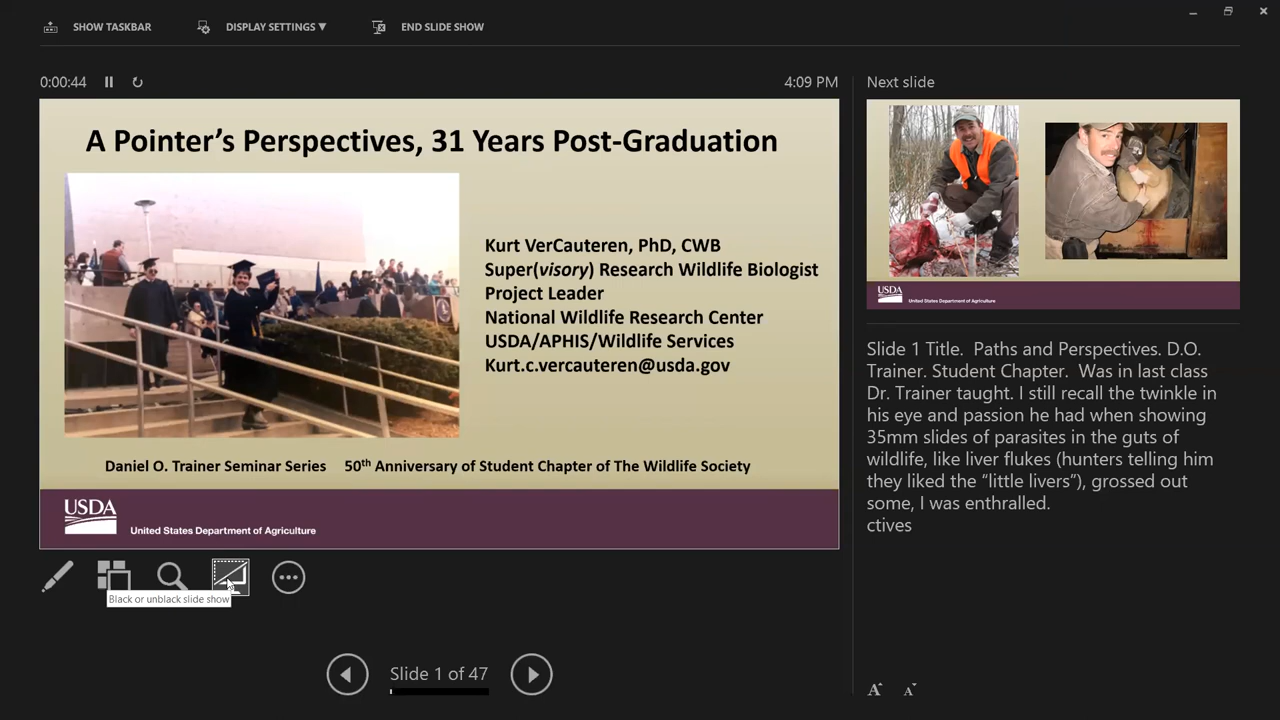 SHOW TASKBAR
DISPLAY SETTINGS ▼
END SLIDE SHOW
0:00:44
4:09 PM
A Pointer’s Perspectives, 31 Years Post-Graduation
Kurt VerCauteren, PhD, CWB
Super(visory) Research Wildlife Biologist
Project Leader
National Wildlife Research Center
USDA/APHIS/Wildlife Services
Kurt.c.vercauteren@usda.gov
Daniel O. Trainer Seminar Series 50th Anniversary of Student Chapter of The Wildlife Society
USDA
United States Department of Agriculture
Black or unblack slide show
Slide 1 of 47
Next slide
USDA
United States Department of Agriculture
Slide 1 Title. Paths and Perspectives. D.O.
Trainer. Student Chapter. Was in last class
Dr. Trainer taught. I still recall the twinkle in
his eye and passion he had when showing
35mm slides of parasites in the guts of
wildlife, like liver flukes (hunters telling him
they liked the “little livers”), grossed out
some, I was enthralled.
ctives
A A